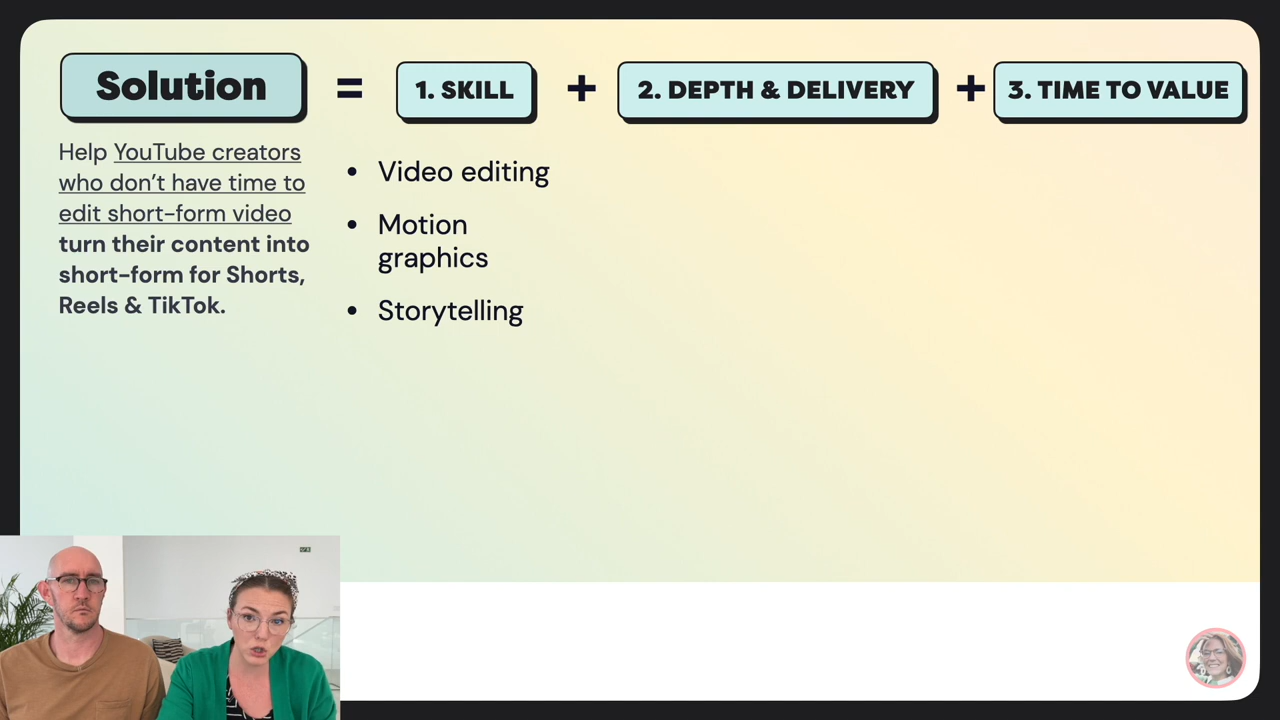 Solution = 1. SKILL + 2. DEPTH & DELIVERY + 3. TIME TO VALUE
Help YouTube creators
who don’t have time to
edit short-form video
turn their content into
short-form for Shorts,
Reels & TikTok.
• Video editing
• Motion
graphics
• Storytelling